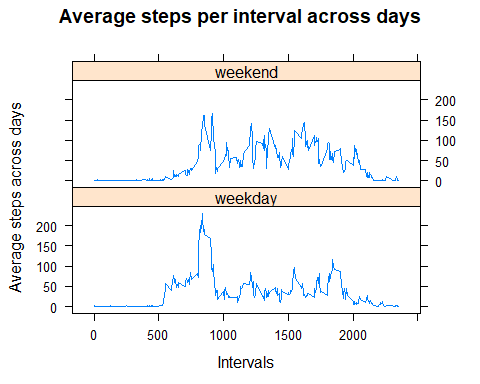 Average steps per interval across days
weekend
200
150
100
50
0
weekday
200
150
100
50
0
Average steps across days
0 500 1000 1500 2000
Intervals